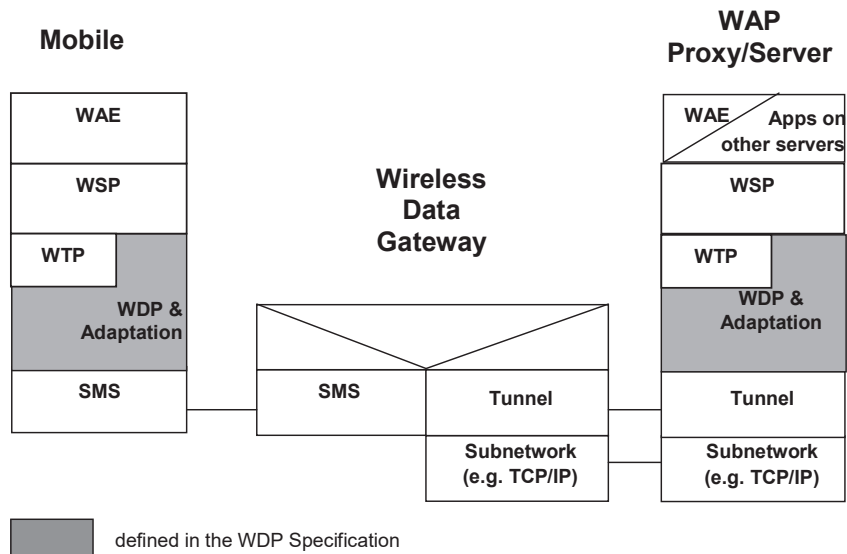 Mobile
WAE
WSP
WTP
WDP &
Adaptation
SMS
Wireless
Data
Gateway
SMS
Tunnel
Subnetwork
(e.g. TCP/IP)
WAP
Proxy/Server
WAE
Apps on
other servers
WSP
WTP
WDP &
Adaptation
Tunnel
Subnetwork
(e.g. TCP/IP)
defined in the WDP Specification